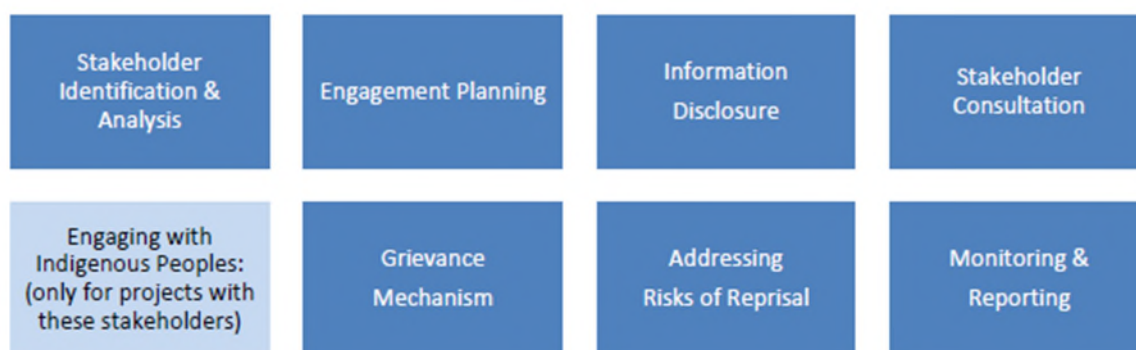 Stakeholder
Identification &
Analysis
Engagement Planning
Information
Disclosure
Stakeholder
Consultation
Engaging with
Indigenous Peoples:
(only for projects with
these stakeholders)
Grievance
Mechanism
Addressing
Risks of Reprisal
Monitoring &
Reporting